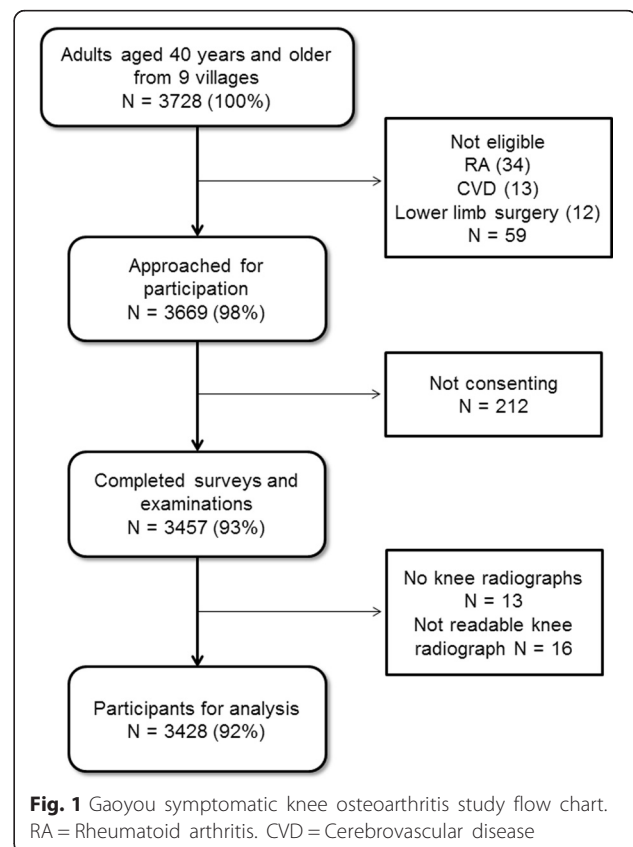 Adults aged 40 years and older
from 9 villages
N = 3728 (100%)
Not eligible
RA (34)
CVD (13)
Lower limb surgery (12)
N = 59
Approached for
participation
N = 3669 (98%)
Not consenting
N = 212
Completed surveys and
examinations
N = 3457 (93%)
No knee radiographs
N = 13
Not readable knee
radiograph N = 16
Participants for analysis
N = 3428 (92%)
Fig. 1 Gaoyou symptomatic knee osteoarthritis study flow chart.
RA = Rheumatoid arthritis. CVD = Cerebrovascular disease